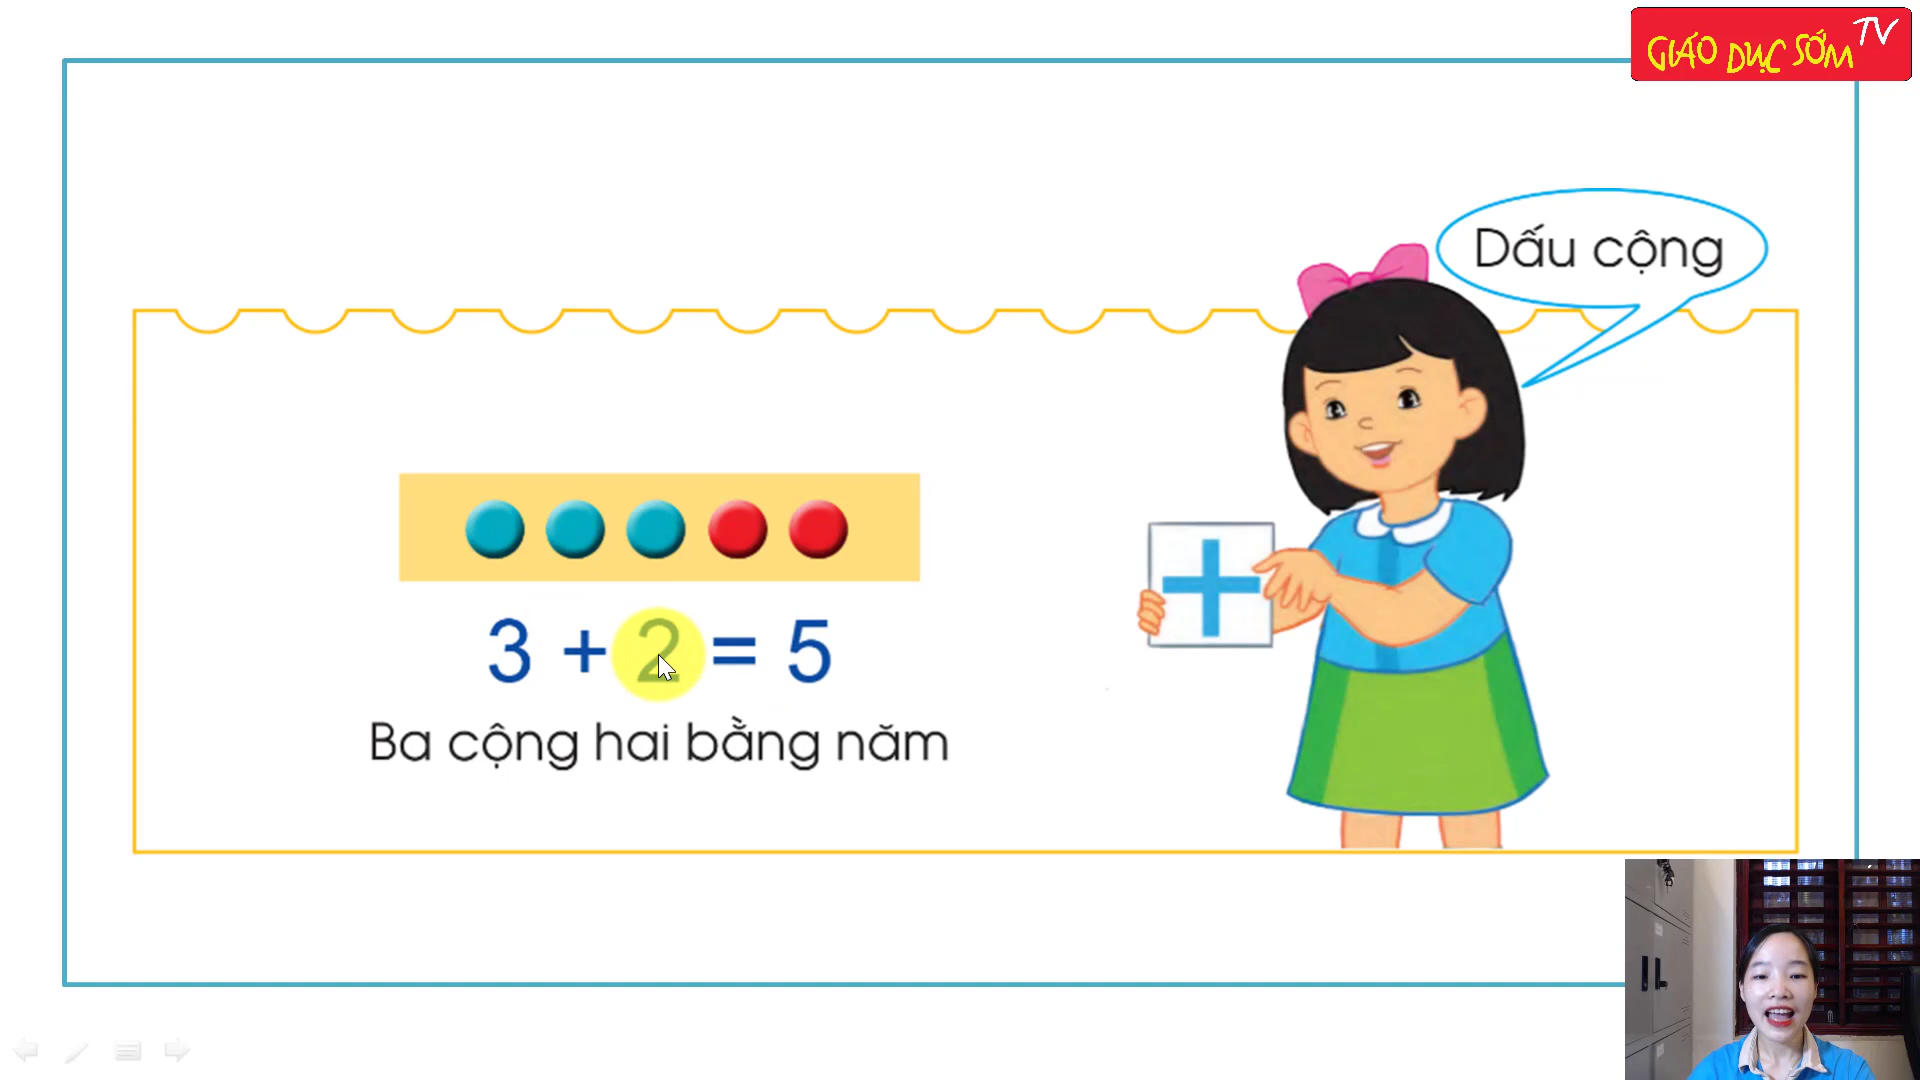 GIÁO DỤC SỚM TV
Dấu cộng
3 + 2 = 5
Ba cộng hai bằng năm